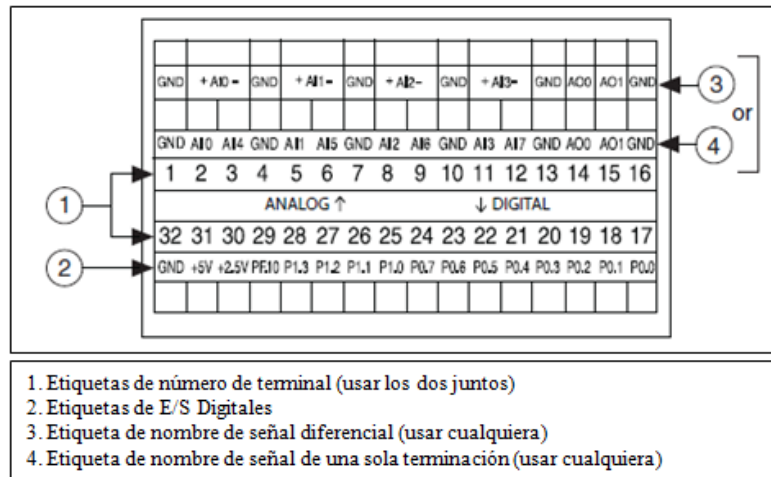 GND + AI0 - GND + AI1 - GND + AI2- GND + AI3- GND AO0 AO1 GND
3
or
GND AI0 AI4 GND AI1 AI5 GND AI2 AI6 GND AI3 AI7 GND AO0 AO1 GND
4
1 2 3 4 5 6 7 8 9 10 11 12 13 14 15 16
ANALOG ↑ ↓ DIGITAL
1
32 31 30 29 28 27 26 25 24 23 22 21 20 19 18 17
2
GND +5V +2.5V PF.I0 P1.3 P1.2 P1.1 P1.0 P0.7 P0.6 P0.5 P0.4 P0.3 P0.2 P0.1 P0.0
1. Etiquetas de número de terminal (usar los dos juntos)
2. Etiquetas de E/S Digitales
3. Etiqueta de nombre de señal diferencial (usar cualquiera)
4. Etiqueta de nombre de señal de una sola terminación (usar cualquiera)